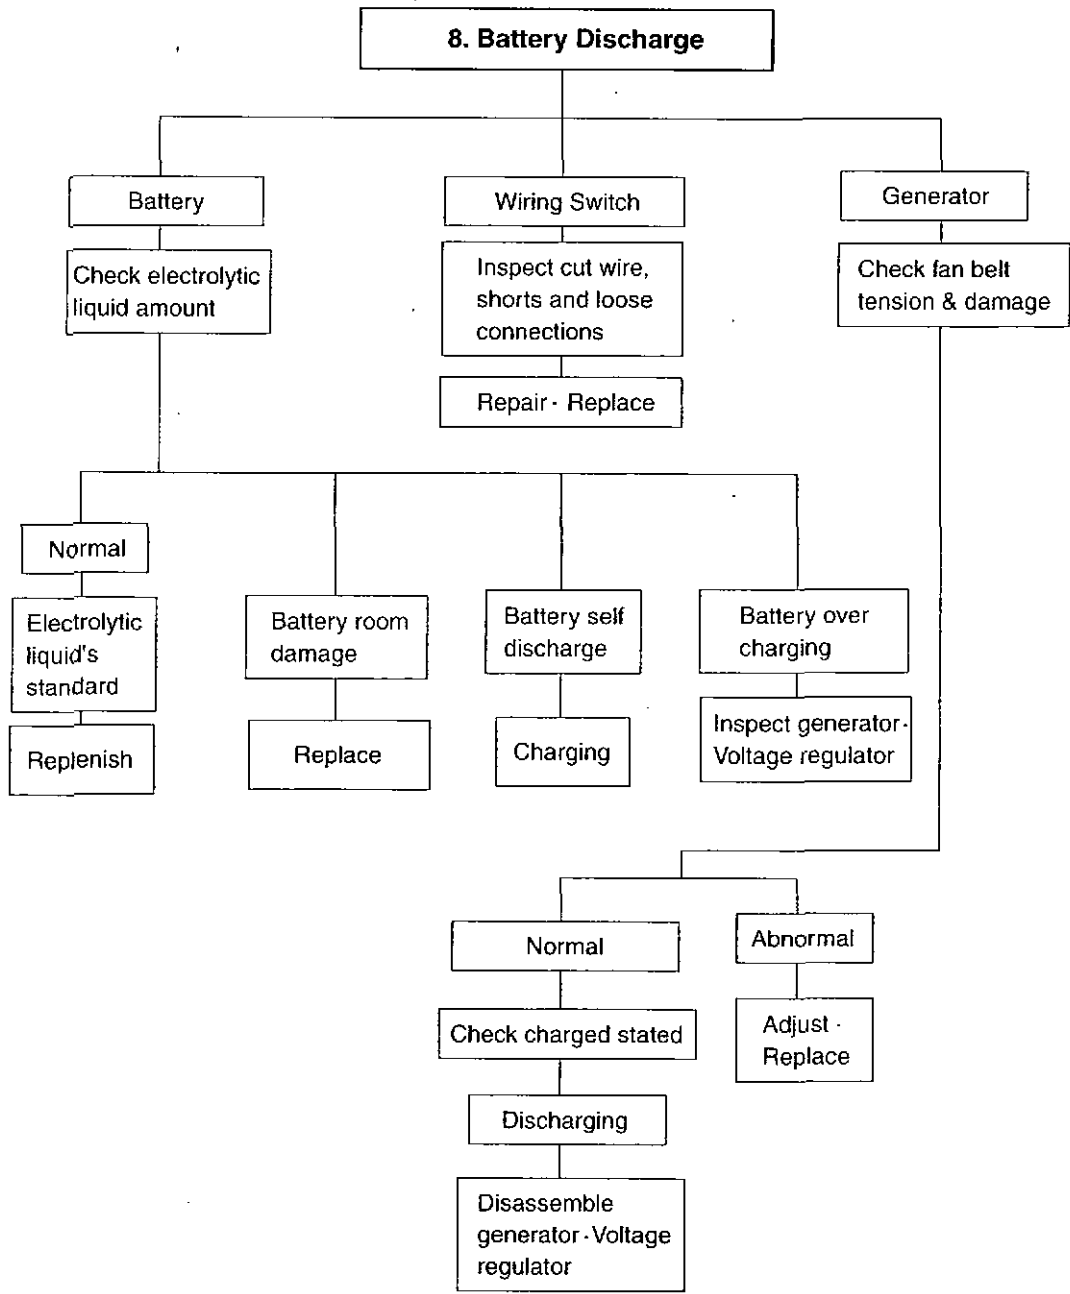 8. Battery Discharge
Battery
Wiring Switch
Generator
Check electrolytic
liquid amount
Inspect cut wire,
shorts and loose
connections
Check fan belt
tension & damage
Repair · Replace
Normal
Electrolytic
liquid's
standard
Replenish
Battery room
damage
Replace
Battery self
discharge
Charging
Battery over
charging
Inspect generator ·
Voltage regulator
Normal
Check charged stated
Discharging
Disassemble
generator · Voltage
regulator
Abnormal
Adjust ·
Replace